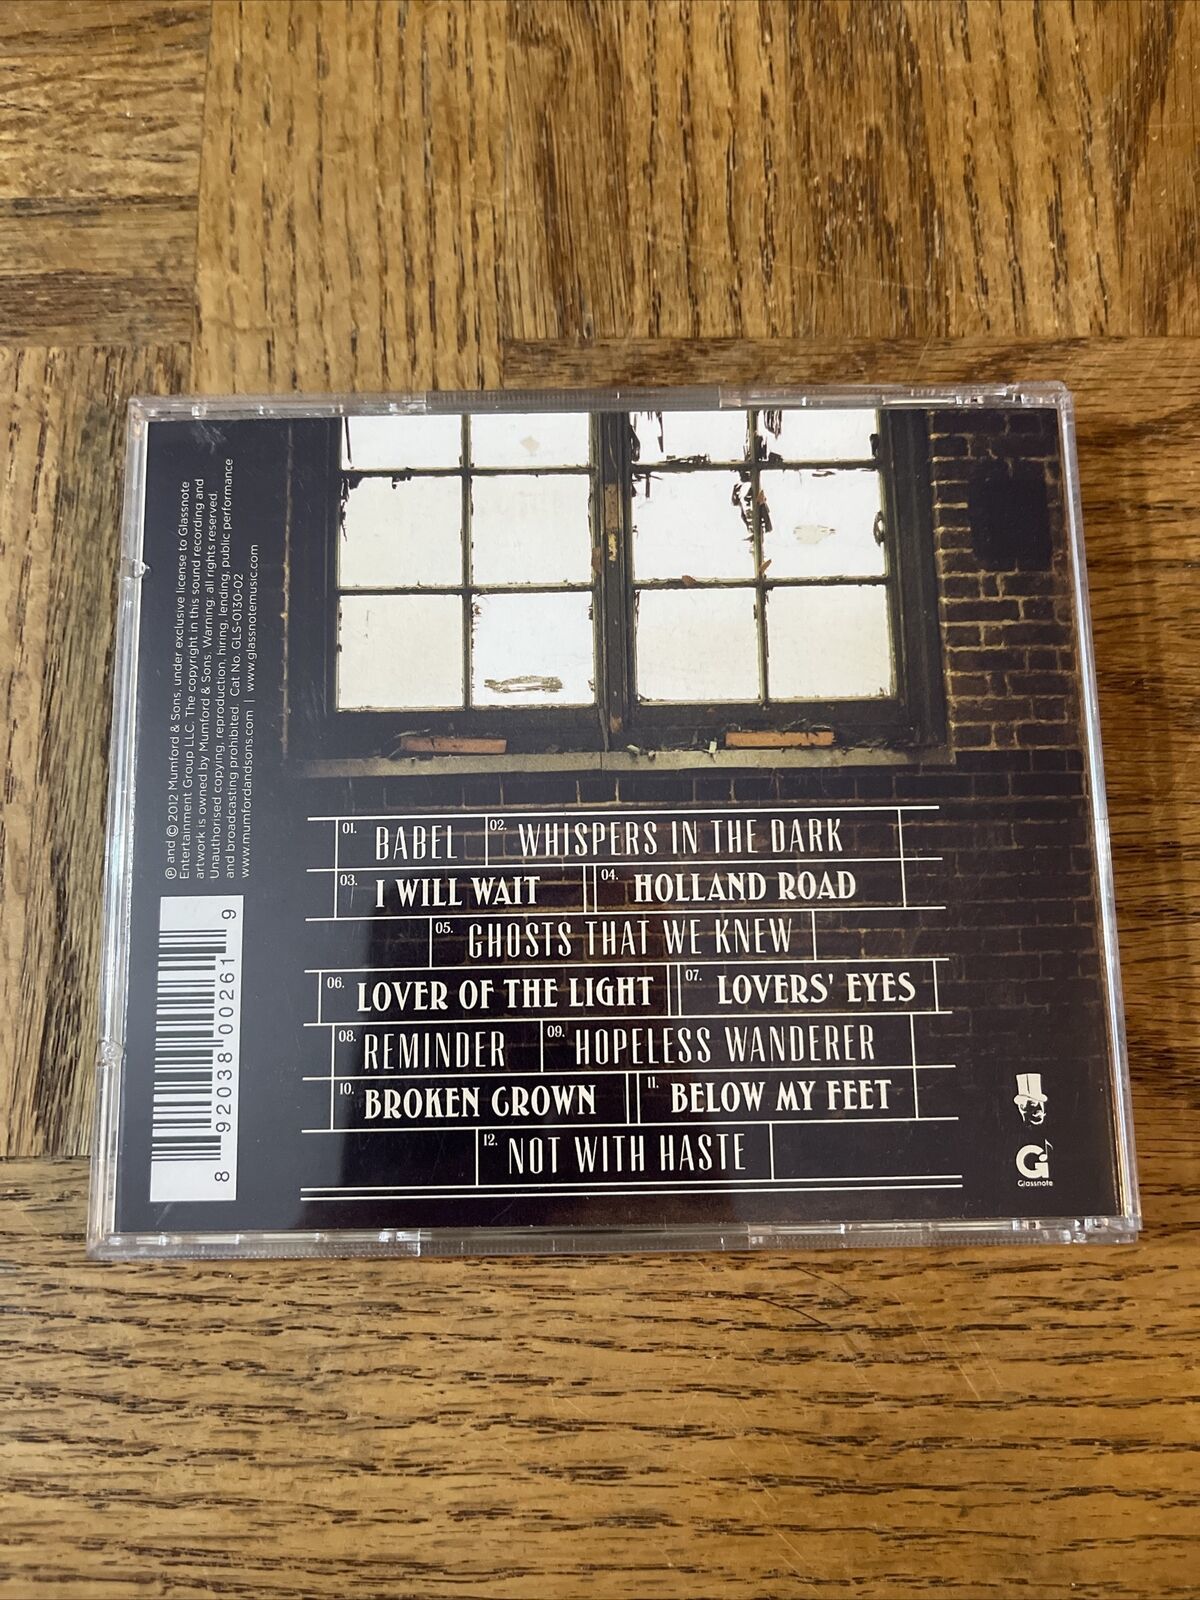 ℗ and © 2012 Mumford & Sons, under exclusive license to Glassnote
Entertainment Group LLC. The copyright in this sound recording and
artwork is owned by Mumford & Sons. Warning: all rights reserved.
Unauthorised copying, reproduction, hiring, lending, public performance
and broadcasting prohibited. Cat No. GLS-0130-02
www.mumfordandsons.com | www.glassnotemusic.com
8 92038 00261 9
01. BABEL 02. WHISPERS IN THE DARK
03. I WILL WAIT 04. HOLLAND ROAD
05. GHOSTS THAT WE KNEW
06. LOVER OF THE LIGHT 07. LOVERS' EYES
08. REMINDER 09. HOPELESS WANDERER
10. BROKEN CROWN 11. BELOW MY FEET
12. NOT WITH HASTE
G
Glassnote